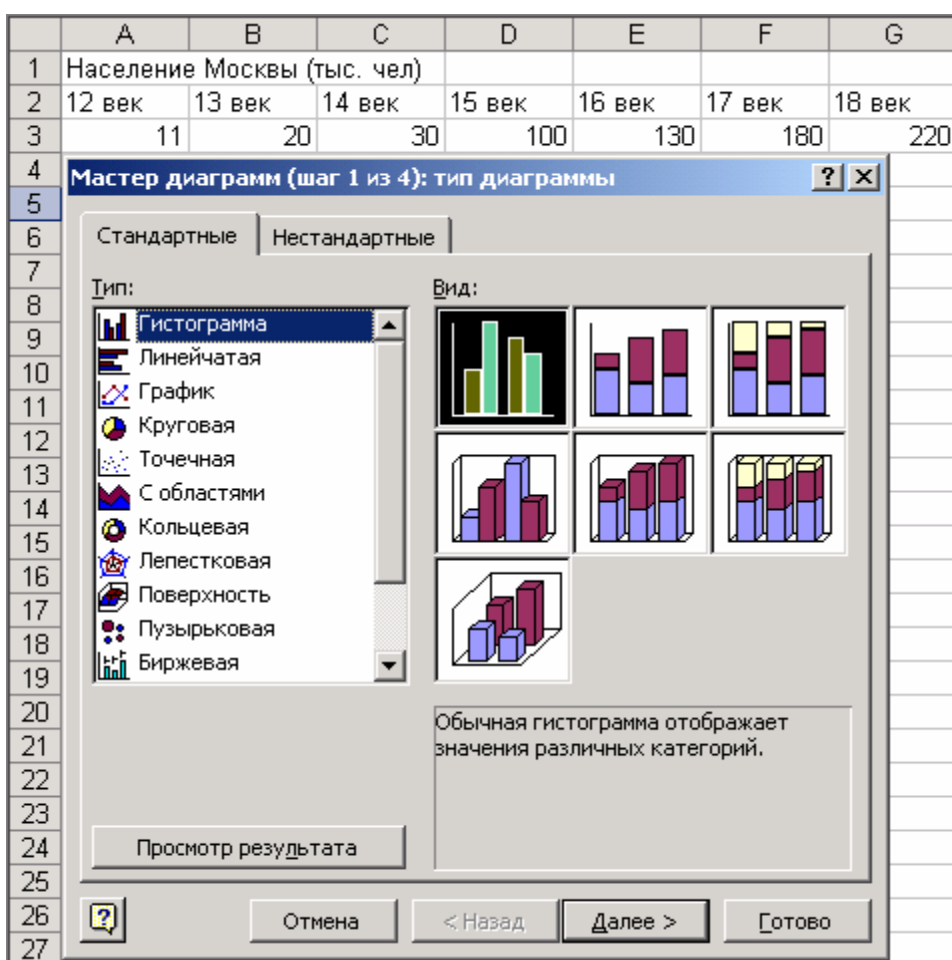 A B C D E F G
1 Население Москвы (тыс. чел)
2 12 век 13 век 14 век 15 век 16 век 17 век 18 век
3 11 20 30 100 130 180 220
4 Мастер диаграмм (шаг 1 из 4): тип диаграммы ? ×
5
6 Стандартные Нестандартные
7
Тип: Вид:
8
Гистограмма
9
Линейчатая
10
График
11
Круговая
12
Точечная
13
С областями
14
Кольцевая
15
Лепестковая
16
Поверхность
17
Пузырьковая
18
Биржевая
19
20
Обычная гистограмма отображает
21
значения различных категорий.
22
23
24 Просмотр результата
25
26 ? Отмена < Назад Далее > Готово
27